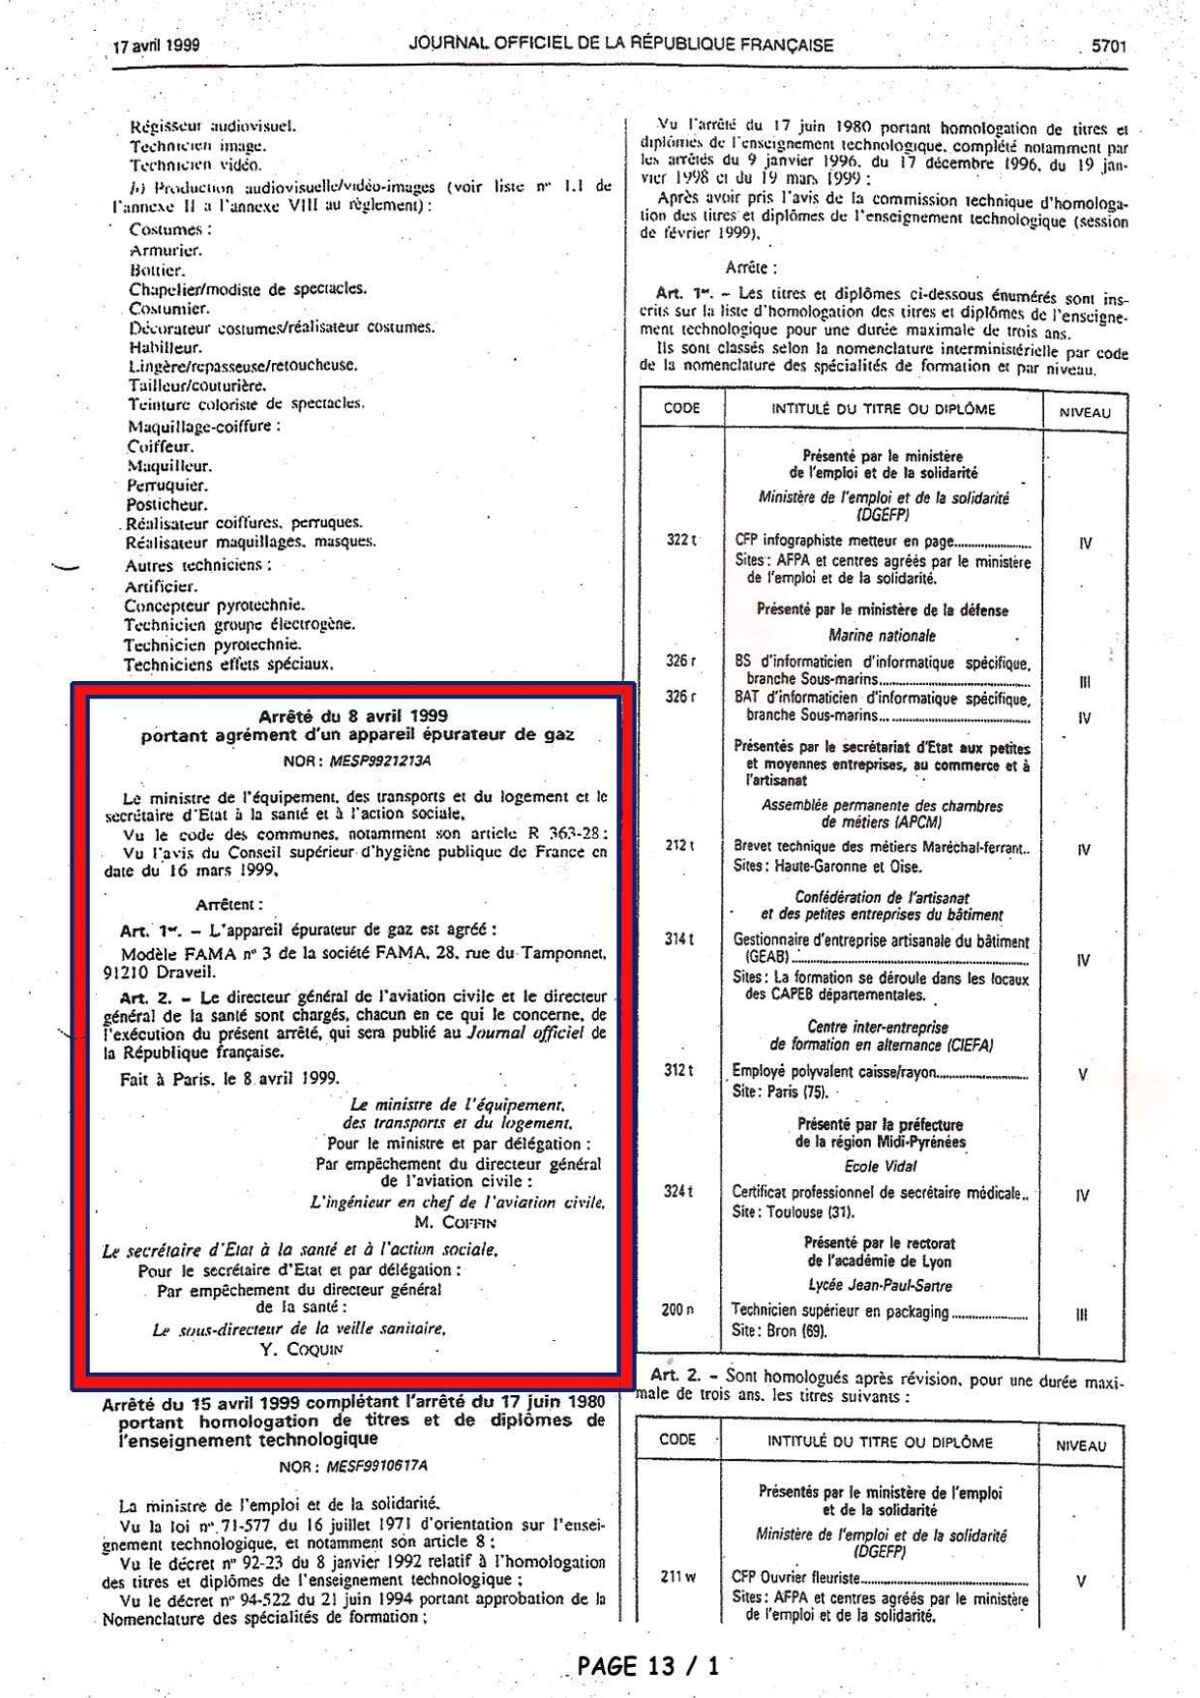 17 avril 1999 JOURNAL OFFICIEL DE LA RÉPUBLIQUE FRANÇAISE 5701
Régisseur audiovisuel.
Technicien image.
Technicien vidéo.
b) Production audiovisuelle/vidéo-images (voir liste n° 1.1 de
l'annexe II a l'annexe VIII au règlement) :
Costumes :
Armurier.
Bottier.
Chapelier/modiste de spectacles.
Costumier.
Décorateur costumes/réalisateur costumes.
Habilleur.
Lingère/repasseuse/retoucheuse.
Tailleur/couturière.
Teinture coloriste de spectacles.
Maquillage-coiffure :
Coiffeur.
Maquilleur.
Perruquier.
Posticheur.
Réalisateur coiffures, perruques.
Réalisateur maquillages, masques.
Autres techniciens :
Artificier.
Concepteur pyrotechnie.
Technicien groupe électrogène.
Technicien pyrotechnie.
Techniciens effets spéciaux.
Arrêté du 8 avril 1999
portant agrément d'un appareil épurateur de gaz
NOR : MESP9921213A
Le ministre de l'équipement, des transports et du logement et le
secrétaire d'Etat à la santé et à l'action sociale,
Vu le code des communes, notamment son article R 363-28 ;
Vu l'avis du Conseil supérieur d'hygiène publique de France en
date du 16 mars 1999,
Arrêtent :
Art. 1er. – L'appareil épurateur de gaz est agréé :
Modèle FAMA n° 3 de la société FAMA, 28, rue du Tamponnet,
91210 Draveil.
Art. 2. – Le directeur général de l'aviation civile et le directeur
général de la santé sont chargés, chacun en ce qui le concerne, de
l'exécution du présent arrêté, qui sera publié au Journal officiel de
la République française.
Fait à Paris, le 8 avril 1999.
Le ministre de l'équipement,
des transports et du logement,
Pour le ministre et par délégation :
Par empêchement du directeur général
de l'aviation civile :
L'ingénieur en chef de l'aviation civile,
M. COFFIN
Le secrétaire d'Etat à la santé et à l'action sociale,
Pour le secrétaire d'Etat et par délégation :
Par empêchement du directeur général
de la santé :
Le sous-directeur de la veille sanitaire,
Y. COQUIN
Arrêté du 15 avril 1999 complétant l'arrêté du 17 juin 1980
portant homologation de titres et de diplômes de
l'enseignement technologique
NOR : MESF9910617A
La ministre de l'emploi et de la solidarité,
Vu la loi n° 71-577 du 16 juillet 1971 d'orientation sur l'ensei-
gnement technologique, et notamment son article 8 ;
Vu le décret n° 92-23 du 8 janvier 1992 relatif à l'homologation
des titres et diplômes de l'enseignement technologique ;
Vu le décret n° 94-522 du 21 juin 1994 portant approbation de la
Nomenclature des spécialités de formation ;
Vu l'arrêté du 17 juin 1980 portant homologation de titres et
diplômes de l'enseignement technologique, complété notamment par
les arrêtés du 9 janvier 1996, du 17 décembre 1996, du 19 jan-
vier 1998 et du 19 mars 1999 ;
Après avoir pris l'avis de la commission technique d'homologa-
tion des titres et diplômes de l'enseignement technologique (session
de février 1999),
Arrête :
Art. 1er. – Les titres et diplômes ci-dessous énumérés sont ins-
crits sur la liste d'homologation des titres et diplômes de l'enseigne-
ment technologique pour une durée maximale de trois ans.
Ils sont classés selon la nomenclature interministérielle par code
de la nomenclature des spécialités de formation et par niveau.
CODE INTITULÉ DU TITRE OU DIPLÔME NIVEAU
Présenté par le ministère
de l'emploi et de la solidarité
Ministère de l'emploi et de la solidarité
(DGEFP)
322 t CFP infographiste metteur en page.................... IV
Sites : AFPA et centres agréés par le ministère
de l'emploi et de la solidarité.
Présenté par le ministère de la défense
Marine nationale
326 r BS d'informaticien d'informatique spécifique,
branche Sous-marins........................................ III
326 r BAT d'informaticien d'informatique spécifique,
branche Sous-marins........................................ IV
Présentés par le secrétariat d'Etat aux petites
et moyennes entreprises, au commerce et à
l'artisanat
Assemblée permanente des chambres
de métiers (APCM)
212 t Brevet technique des métiers Maréchal-ferrant.. IV
Sites : Haute-Garonne et Oise.
Confédération de l'artisanat
et des petites entreprises du bâtiment
314 t Gestionnaire d'entreprise artisanale du bâtiment
(GEAB)........................................................ IV
Sites : La formation se déroule dans les locaux
des CAPEB départementales.
Centre inter-entreprise
de formation en alternance (CIEFA)
312 t Employé polyvalent caisse/rayon........................ V
Site : Paris (75).
Présenté par la préfecture
de la région Midi-Pyrénées
Ecole Vidal
324 t Certificat professionnel de secrétaire médicale.. IV
Site : Toulouse (31).
Présenté par le rectorat
de l'académie de Lyon
Lycée Jean-Paul-Sartre
200 n Technicien supérieur en packaging.................... III
Site : Bron (69).
Art. 2. – Sont homologués après révision, pour une durée maxi-
male de trois ans, les titres suivants :
CODE INTITULÉ DU TITRE OU DIPLÔME NIVEAU
Présentés par le ministère de l'emploi
et de la solidarité
Ministère de l'emploi et de la solidarité
(DGEFP)
211 w CFP Ouvrier fleuriste........................................ V
Sites : AFPA et centres agréés par le ministère
de l'emploi et de la solidarité.
PAGE 13 / 1